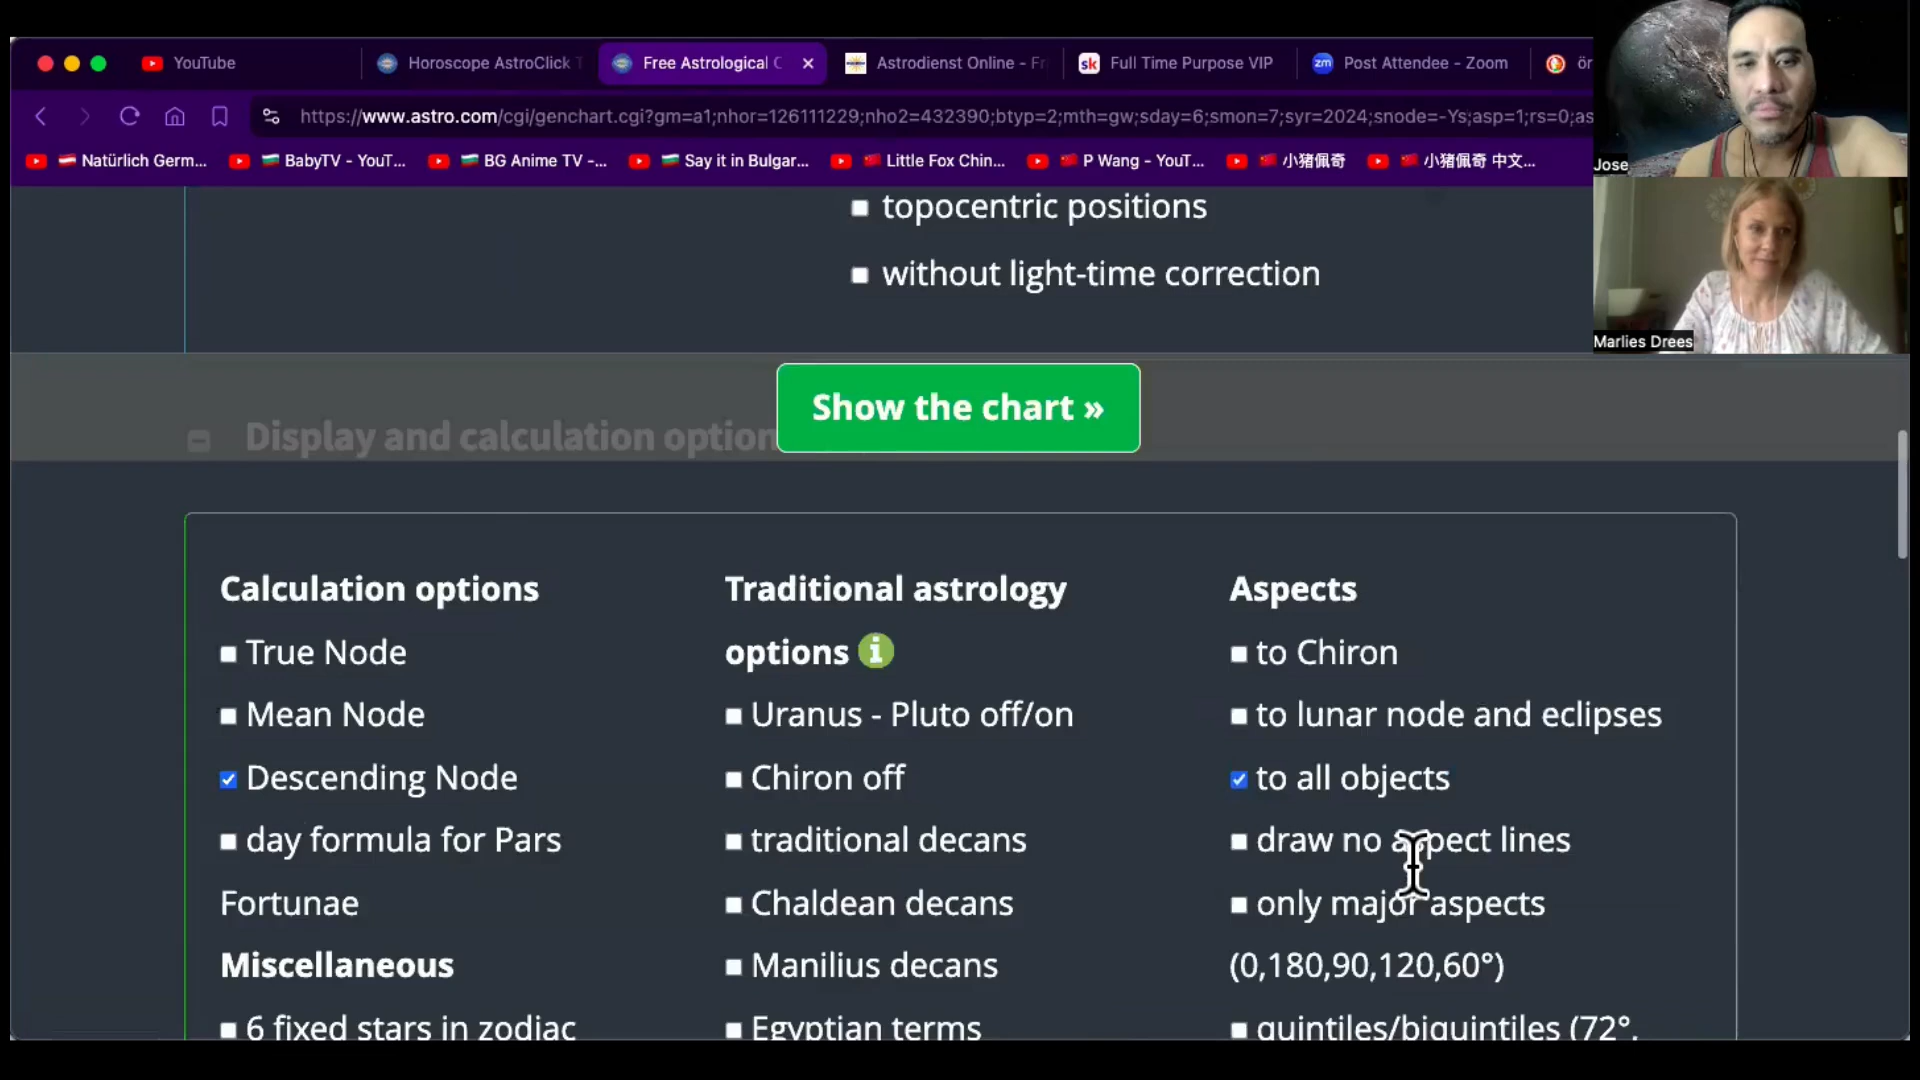 YouTube
Horoscope AstroClick T
Free Astrological C
Astrodienst Online - Fr
Full Time Purpose VIP
Post Attendee - Zoom
ör
https://www.astro.com/cgi/genchart.cgi?gm=a1;nhor=126111229;nho2=432390;btyp=2;mth=gw;sday=6;smon=7;syr=2024;snode=-Ys;asp=1;rs=0;as
Natürlich Germ...
BabyTV - YouT...
BG Anime TV -...
Say it in Bulgar...
Little Fox Chin...
P Wang - YouT...
小猪佩奇
小猪佩奇 中文...
Jose
Marlies Drees
topocentric positions
without light-time correction
Show the chart »
Display and calculation option
Calculation options
True Node
Mean Node
Descending Node
day formula for Pars
Fortunae
Miscellaneous
6 fixed stars in zodiac
Traditional astrology
options
Uranus - Pluto off/on
Chiron off
traditional decans
Chaldean decans
Manilius decans
Egyptian terms
Aspects
to Chiron
to lunar node and eclipses
to all objects
draw no aspect lines
only major aspects
(0,180,90,120,60°)
quintiles/biquintiles (72°,